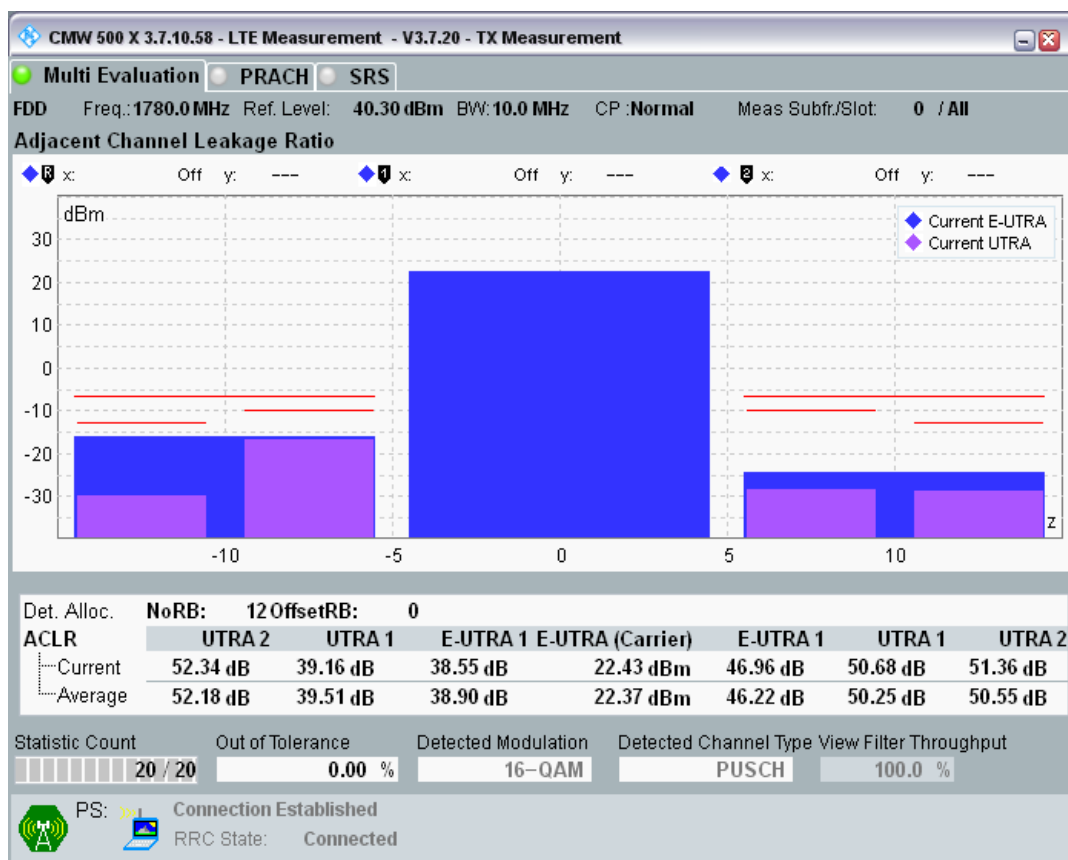 CMW 500 X 3.7.10.58 - LTE Measurement - V3.7.20 - TX Measurement
Multi Evaluation PRACH SRS
FDD Freq.: 1780.0 MHz Ref. Level: 40.30 dBm BW: 10.0 MHz CP :Normal Meas Subfr./Slot: 0 / All
Adjacent Channel Leakage Ratio
R x: Off y: --- 1 x: Off y: --- 2 x: Off y: ---
dBm
Current E-UTRA
Current UTRA
30
20
10
0
-10
-20
-30
z
-10 -5 0 5 10
Det. Alloc. NoRB: 12 OffsetRB: 0
ACLR UTRA 2 UTRA 1 E-UTRA 1 E-UTRA (Carrier) E-UTRA 1 UTRA 1 UTRA 2
Current 52.34 dB 39.16 dB 38.55 dB 22.43 dBm 46.96 dB 50.68 dB 51.36 dB
Average 52.18 dB 39.51 dB 38.90 dB 22.37 dBm 46.22 dB 50.25 dB 50.55 dB
Statistic Count Out of Tolerance Detected Modulation Detected Channel Type View Filter Throughput
20 / 20 0.00 % 16-QAM PUSCH 100.0 %
PS: Connection Established
RRC State: Connected